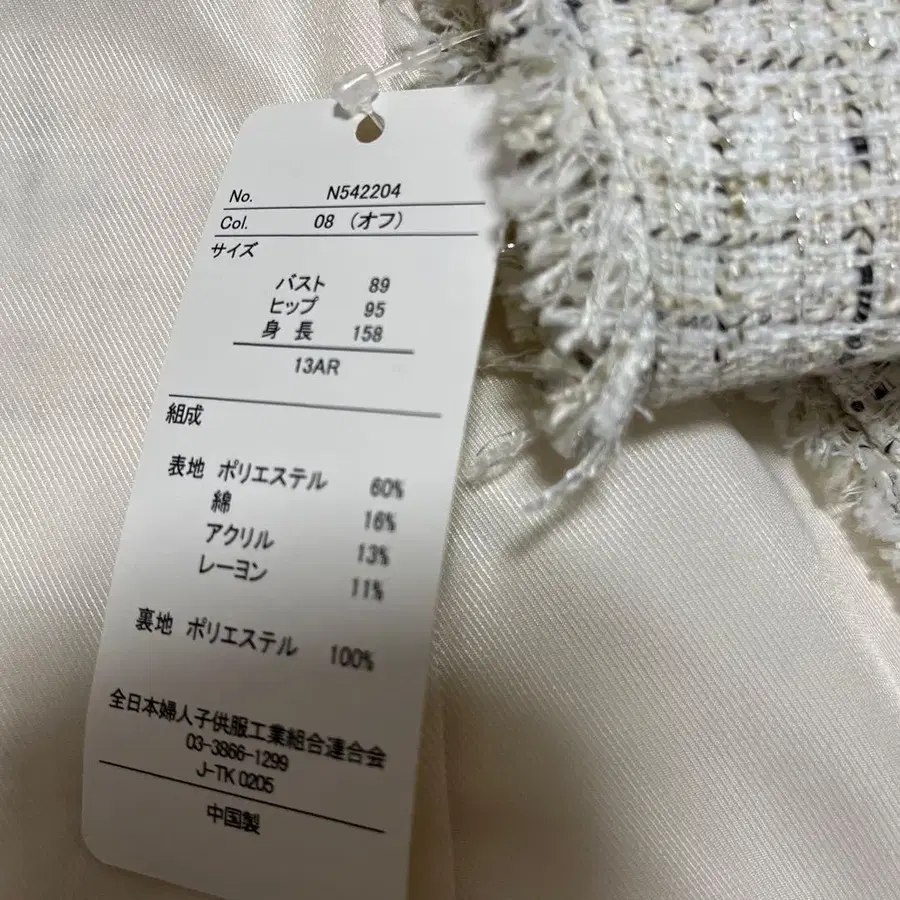 No. N542204
Col. 08 (オフ)
サイズ
バスト 89
ヒップ 95
身長 158
13AR
組成
表地 ポリエステル 60%
綿 16%
アクリル 13%
レーヨン 11%
裏地 ポリエステル 100%
全日本婦人子供服工業組合連合会
03-3866-1299
J-TK 0205
中国製